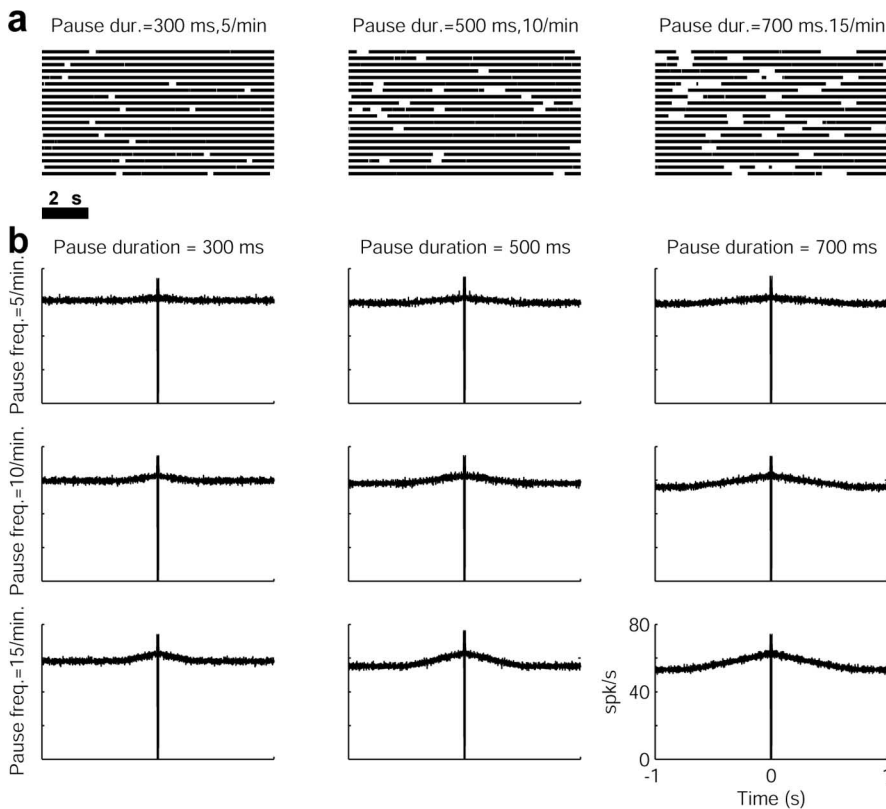 a
Pause dur.=300 ms,5/min
Pause dur.=500 ms,10/min
Pause dur.=700 ms.15/min
2 s
b
Pause duration = 300 ms
Pause duration = 500 ms
Pause duration = 700 ms
Pause freq.=5/min.
Pause freq.=10/min.
Pause freq.=15/min.
80
40
0
spk/s
-1
0
1
Time (s)